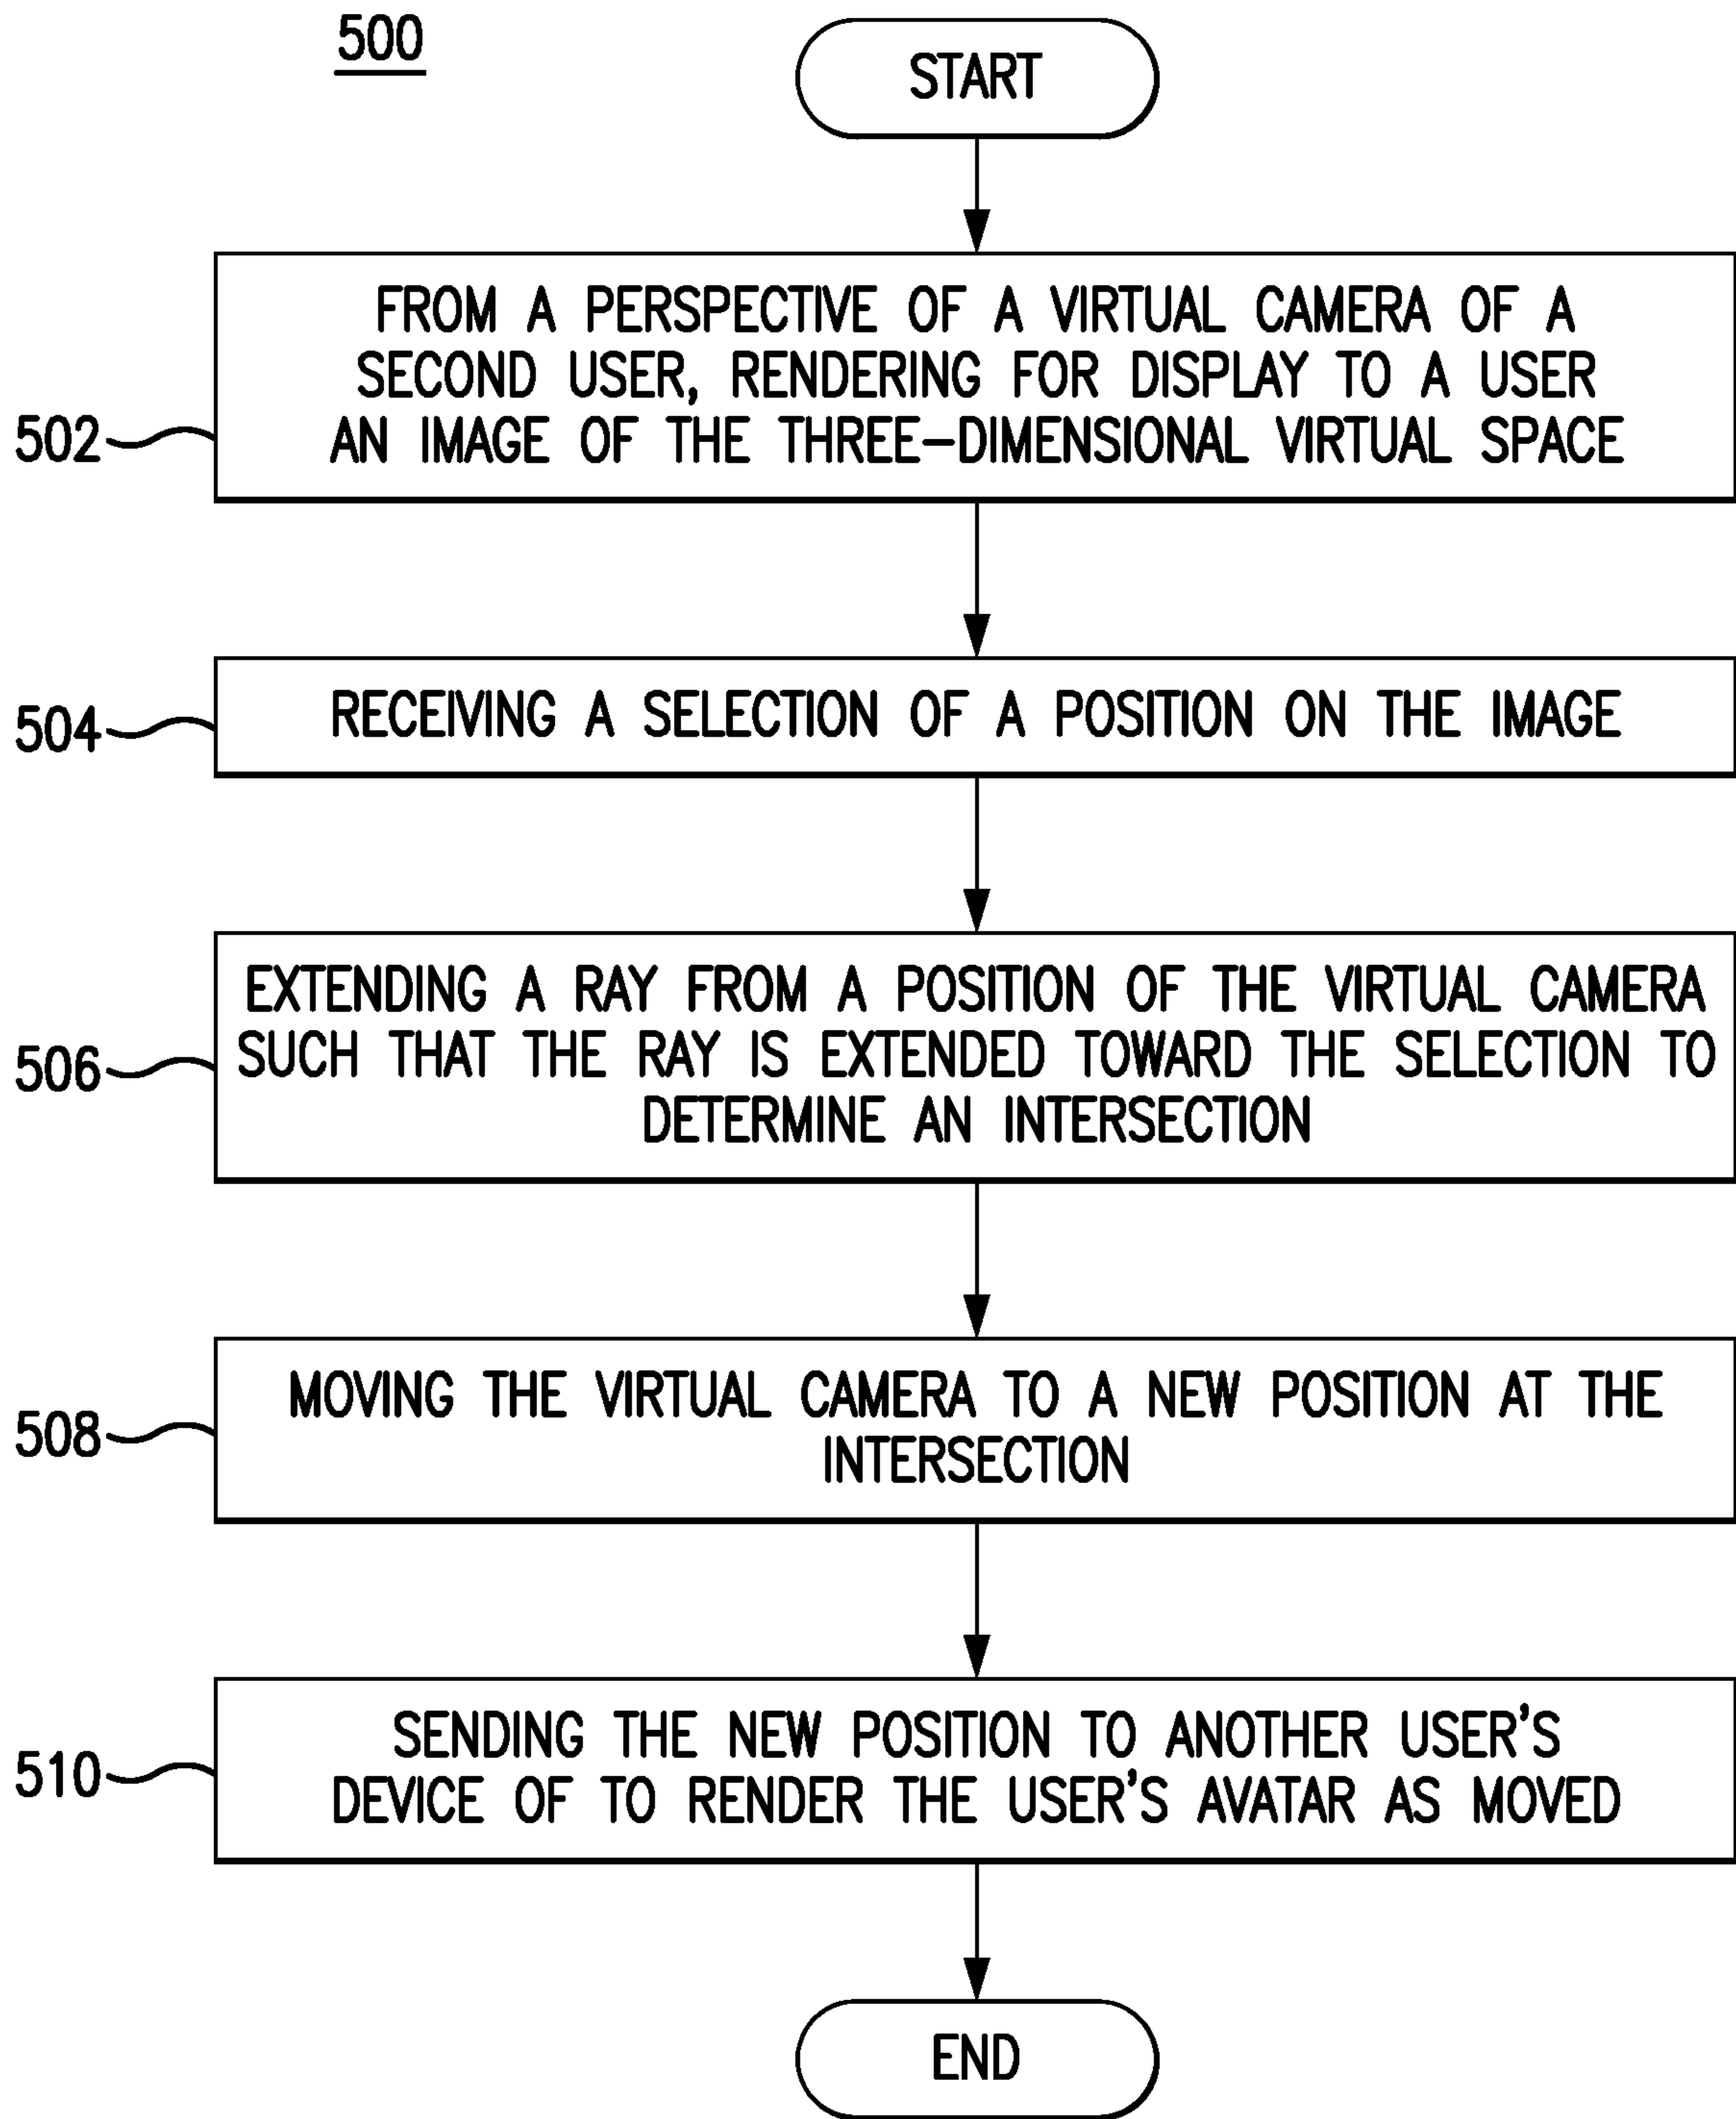 500
START
FROM A PERSPECTIVE OF A VIRTUAL CAMERA OF A
SECOND USER, RENDERING FOR DISPLAY TO A USER
AN IMAGE OF THE THREE-DIMENSIONAL VIRTUAL SPACE
502
RECEIVING A SELECTION OF A POSITION ON THE IMAGE
504
EXTENDING A RAY FROM A POSITION OF THE VIRTUAL CAMERA
SUCH THAT THE RAY IS EXTENDED TOWARD THE SELECTION TO
DETERMINE AN INTERSECTION
506
MOVING THE VIRTUAL CAMERA TO A NEW POSITION AT THE
INTERSECTION
508
SENDING THE NEW POSITION TO ANOTHER USER'S
DEVICE OF TO RENDER THE USER'S AVATAR AS MOVED
510
END